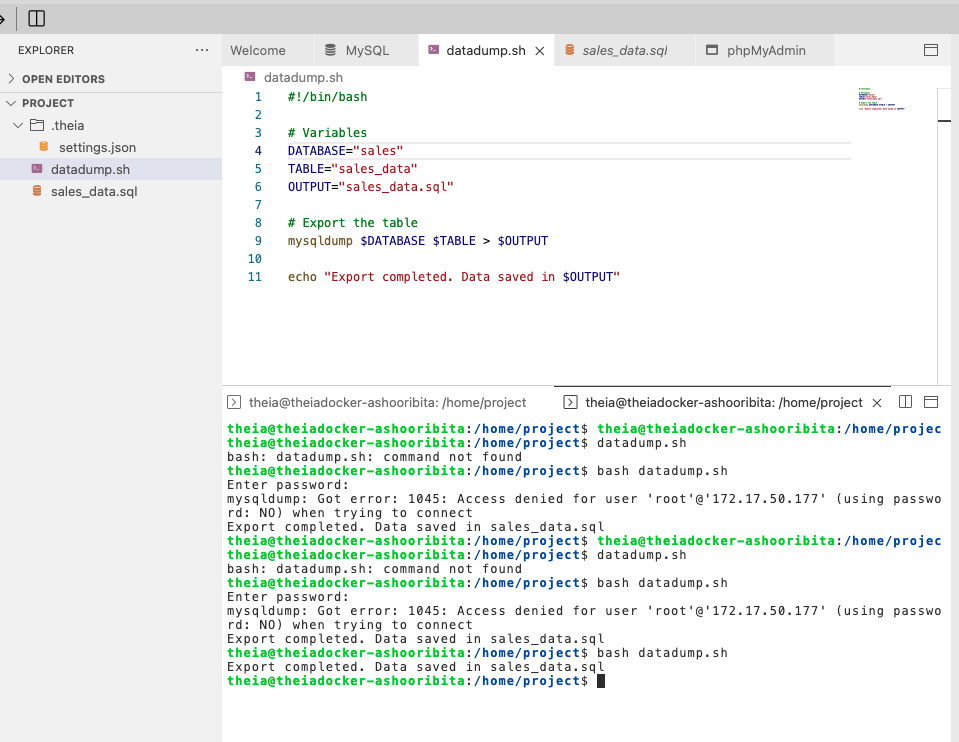 EXPLORER
OPEN EDITORS
PROJECT
.theia
settings.json
datadump.sh
sales_data.sql
Welcome
MySQL
datadump.sh
sales_data.sql
phpMyAdmin
datadump.sh
1 #!/bin/bash
2
3 # Variables
4 DATABASE="sales"
5 TABLE="sales_data"
6 OUTPUT="sales_data.sql"
7
8 # Export the table
9 mysqldump $DATABASE $TABLE > $OUTPUT
10
11 echo "Export completed. Data saved in $OUTPUT"
theia@theiadocker-ashooribita: /home/project
theia@theiadocker-ashooribita: /home/project
theia@theiadocker-ashooribita:/home/project$ theia@theiadocker-ashooribita:/home/projec
theia@theiadocker-ashooribita:/home/project$ datadump.sh
bash: datadump.sh: command not found
theia@theiadocker-ashooribita:/home/project$ bash datadump.sh
Enter password:
mysqldump: Got error: 1045: Access denied for user 'root'@'172.17.50.177' (using passwo
rd: NO) when trying to connect
Export completed. Data saved in sales_data.sql
theia@theiadocker-ashooribita:/home/project$ theia@theiadocker-ashooribita:/home/projec
theia@theiadocker-ashooribita:/home/project$ datadump.sh
bash: datadump.sh: command not found
theia@theiadocker-ashooribita:/home/project$ bash datadump.sh
Enter password:
mysqldump: Got error: 1045: Access denied for user 'root'@'172.17.50.177' (using passwo
rd: NO) when trying to connect
Export completed. Data saved in sales_data.sql
theia@theiadocker-ashooribita:/home/project$ bash datadump.sh
Export completed. Data saved in sales_data.sql
theia@theiadocker-ashooribita:/home/project$